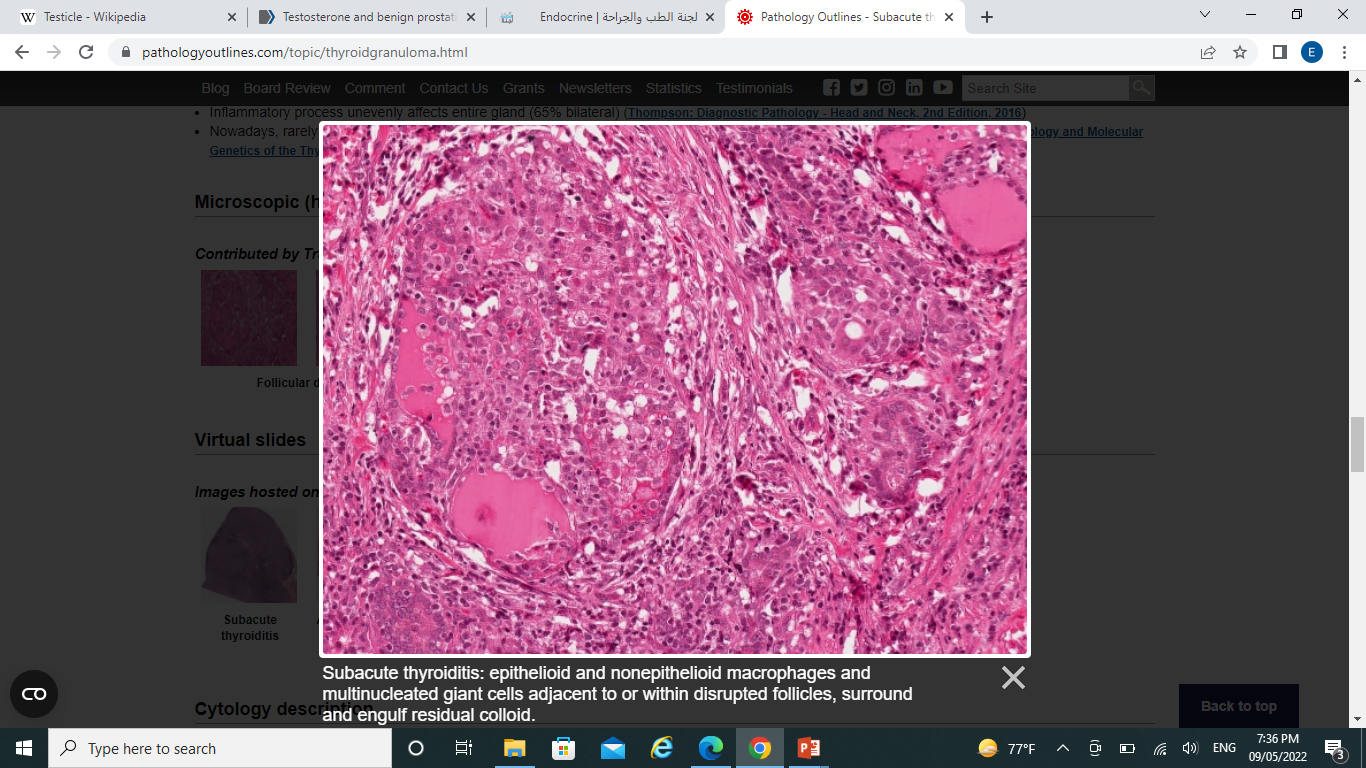 Testicle - Wikipedia
Testosterone and benign prostati
Endocrine | لجنة الطب والجراحة
Pathology Outlines - Subacute th
pathologyoutlines.com/topic/thyroidgranuloma.html
E
Blog Board Review Comment Contact Us Grants Newsletters Statistics Testimonials
Search Site
Inflammatory process unevenly affects entire gland (65% bilateral) (Thompson: Diagnostic Pathology - Head and Neck, 2nd Edition, 2016)
Nowadays, rarely
ology and Molecular
Genetics of the Thy
Microscopic (h
Contributed by Tr
Follicular d
Virtual slides
Images hosted on
Subacute
thyroiditis
Subacute thyroiditis: epithelioid and nonepithelioid macrophages and
multinucleated giant cells adjacent to or within disrupted follicles, surround
and engulf residual colloid.
Cytology description
Back to top
Type here to search
77°F
ENG
7:36 PM
09/05/2022
3